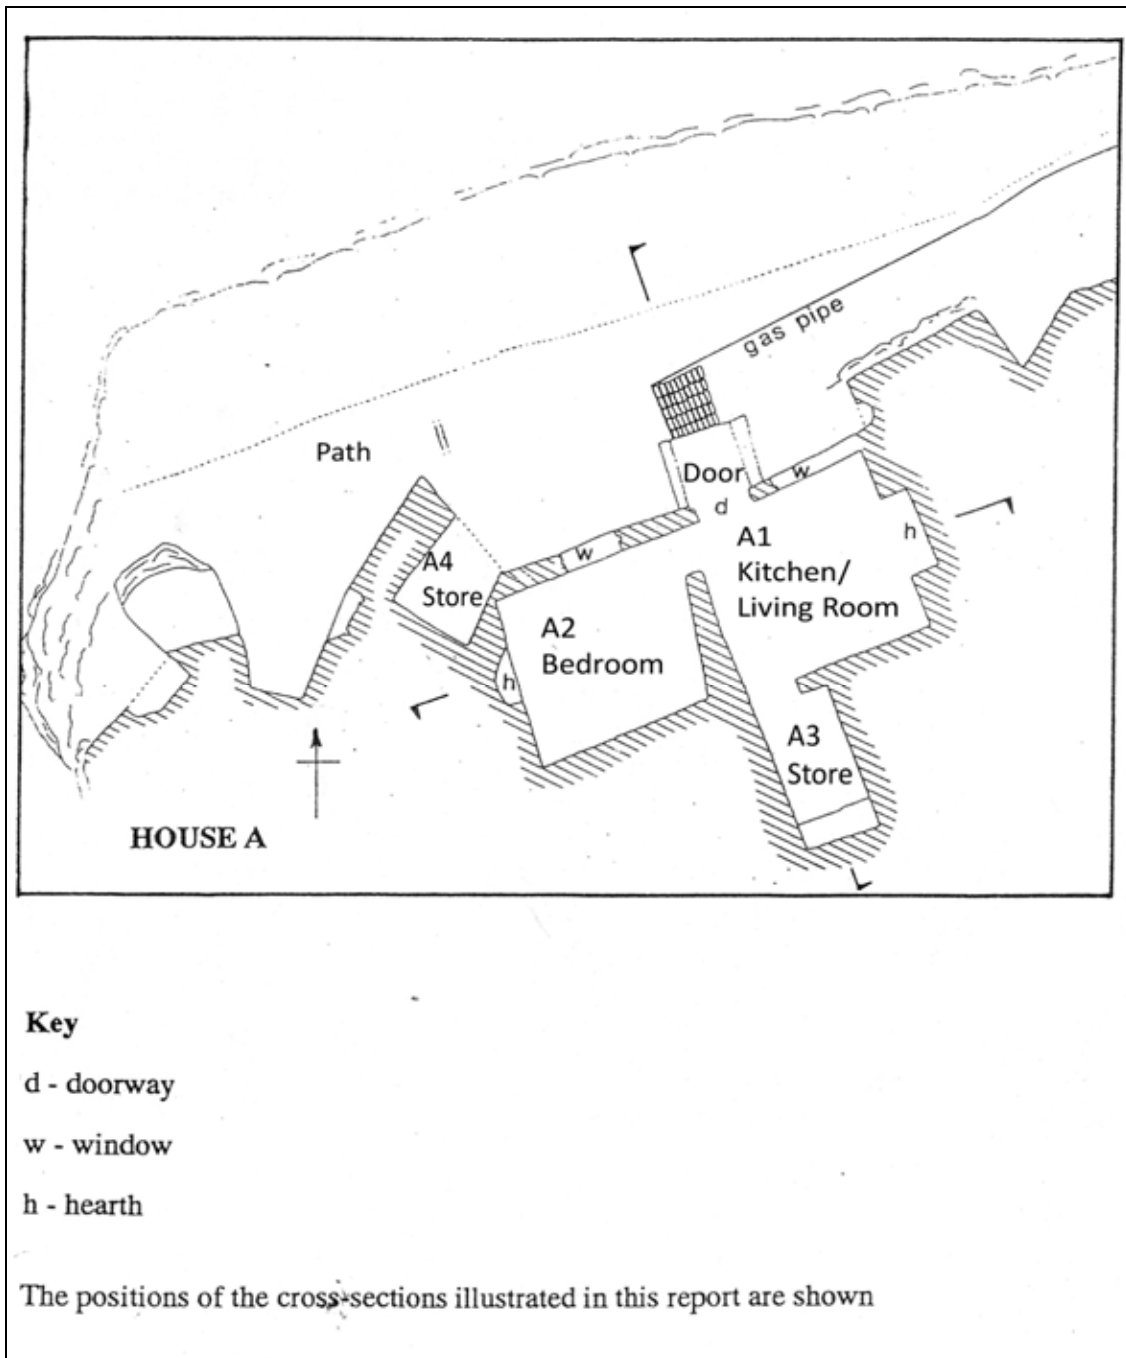 gas pipe
Path
Door
w
d
A1
Kitchen/
Living Room
h
w
A4
Store
A2
Bedroom
h
A3
Store
HOUSE A
Key
d - doorway
w - window
h - hearth
The positions of the cross-sections illustrated in this report are shown